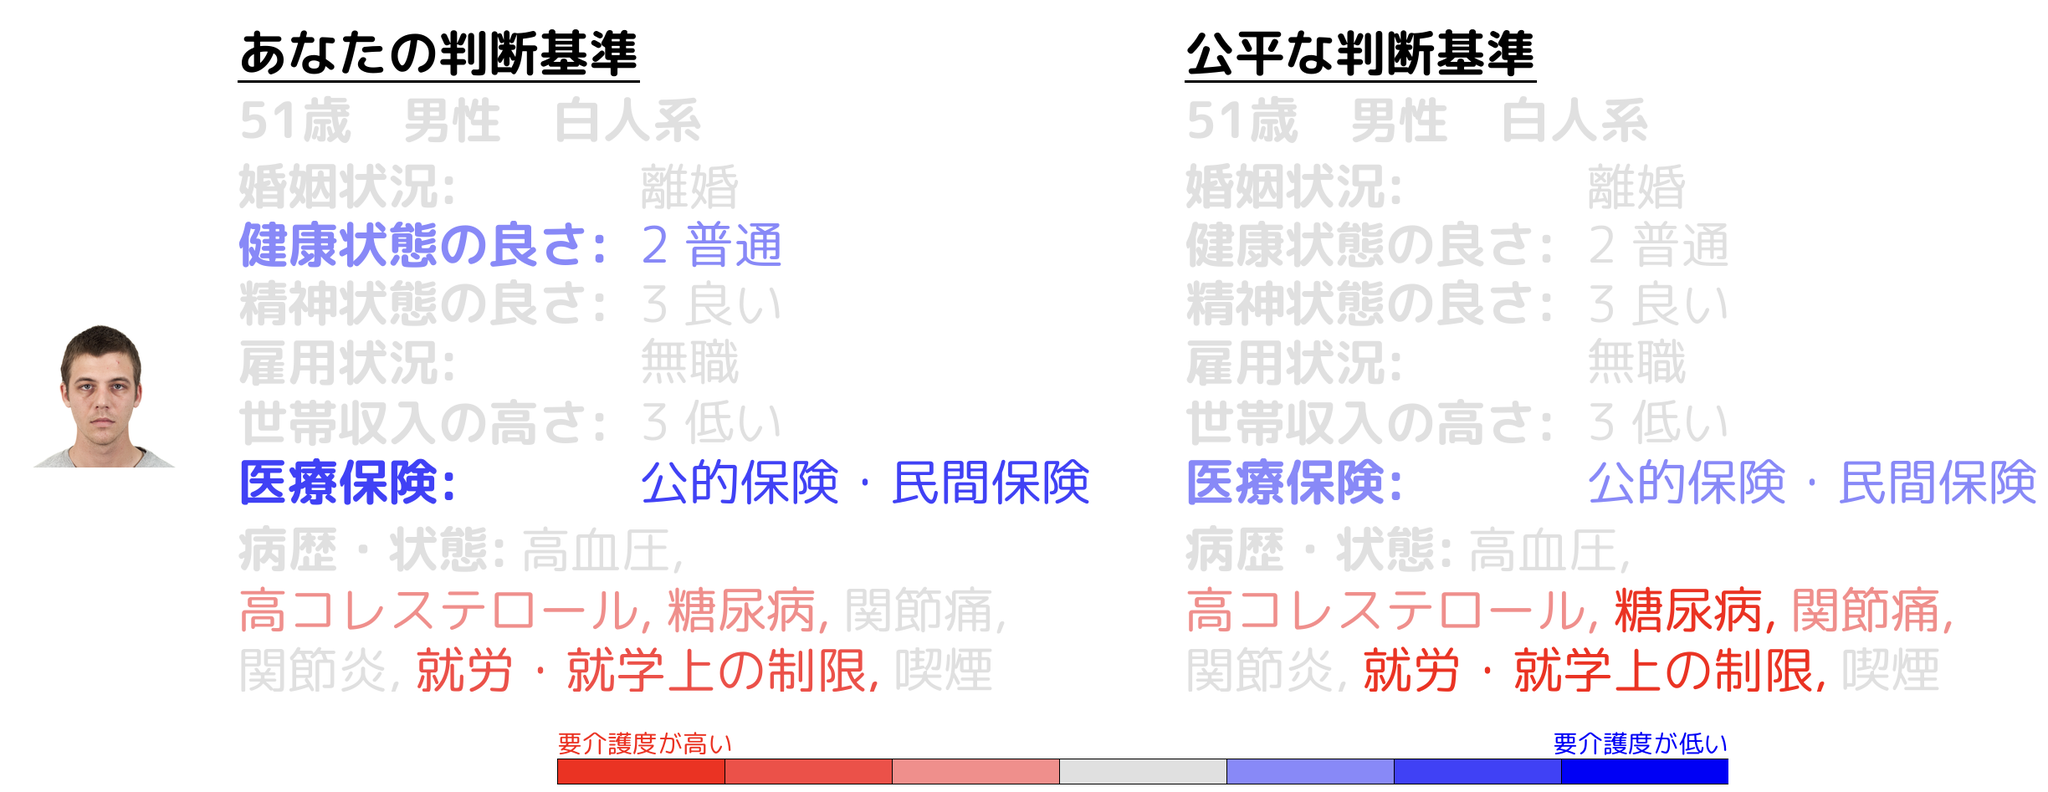 あなたの判断基準
51歳 男性 白人系
婚姻状況: 離婚
健康状態の良さ: 2 普通
精神状態の良さ: 3 良い
雇用状況: 無職
世帯収入の高さ: 3 低い
医療保険: 公的保険・民間保険
病歴・状態: 高血圧,
高コレステロール, 糖尿病, 関節痛,
関節炎, 就労・就学上の制限, 喫煙
公平な判断基準
51歳 男性 白人系
婚姻状況: 離婚
健康状態の良さ: 2 普通
精神状態の良さ: 3 良い
雇用状況: 無職
世帯収入の高さ: 3 低い
医療保険: 公的保険・民間保険
病歴・状態: 高血圧,
高コレステロール, 糖尿病, 関節痛,
関節炎, 就労・就学上の制限, 喫煙
要介護度が高い
要介護度が低い